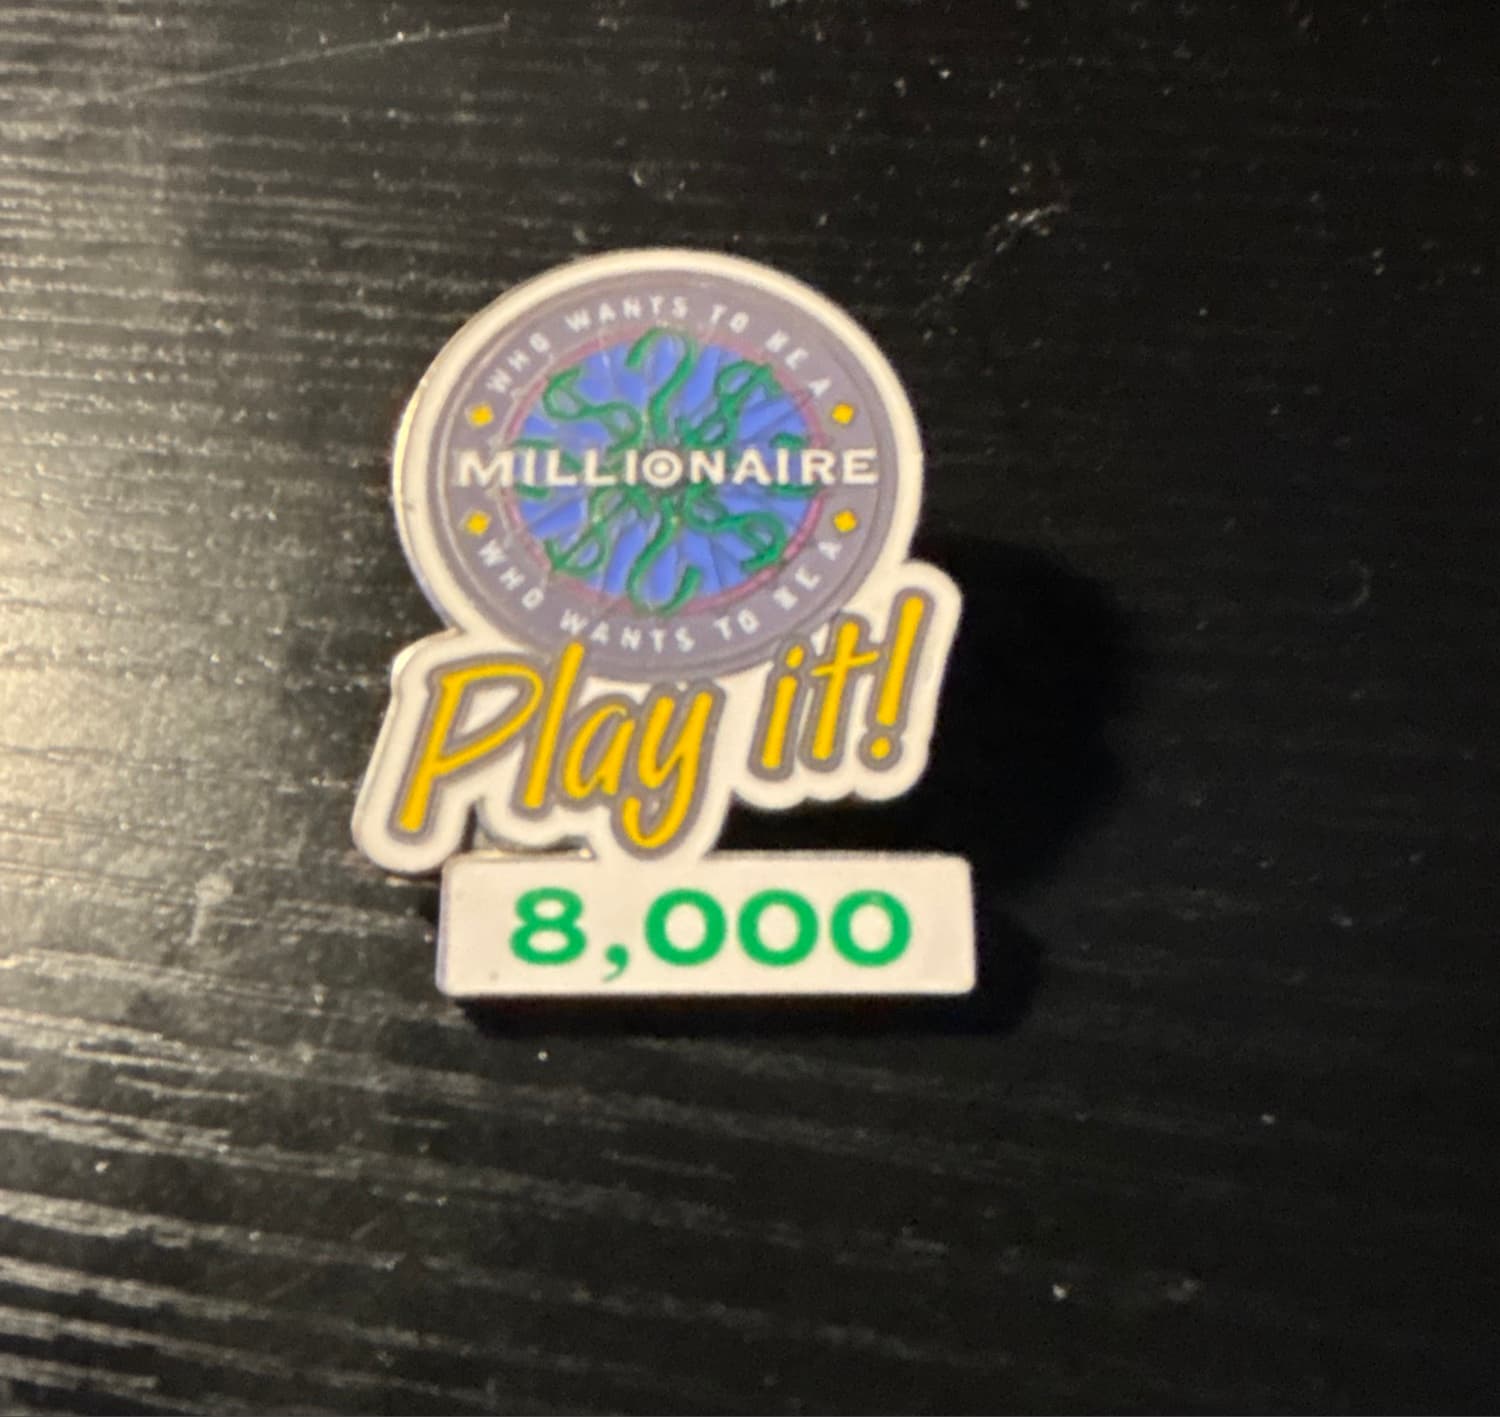 WHO WANTS TO BE A
MILLIONAIRE
WHO WANTS TO BE A
Play it!
8,000